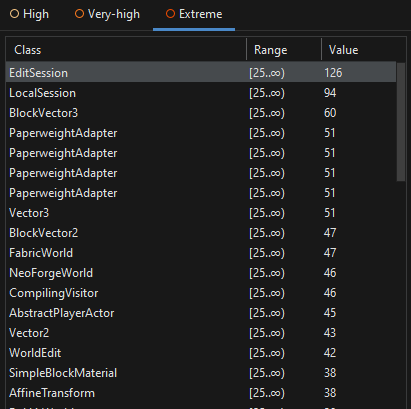 High Very-high Extreme
Class Range Value
EditSession [25..∞) 126
LocalSession [25..∞) 94
BlockVector3 [25..∞) 60
PaperweightAdapter [25..∞) 51
PaperweightAdapter [25..∞) 51
PaperweightAdapter [25..∞) 51
PaperweightAdapter [25..∞) 51
Vector3 [25..∞) 51
BlockVector2 [25..∞) 47
FabricWorld [25..∞) 47
NeoForgeWorld [25..∞) 46
CompilingVisitor [25..∞) 46
AbstractPlayerActor [25..∞) 45
Vector2 [25..∞) 43
WorldEdit [25..∞) 42
SimpleBlockMaterial [25..∞) 38
AffineTransform [25..∞) 38